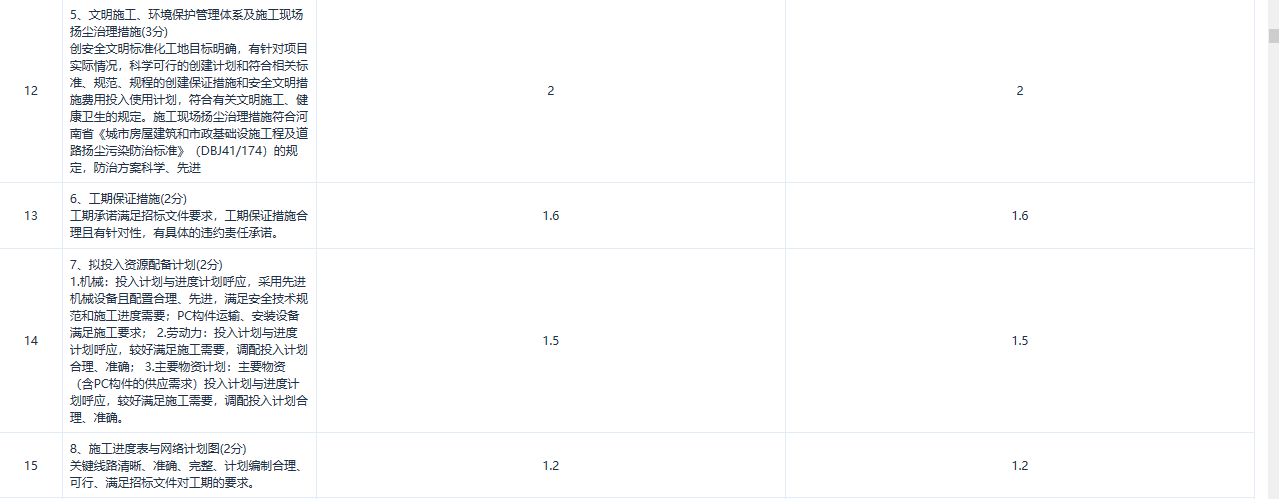 12
5、文明施工、环境保护管理体系及施工现场
扬尘治理措施(3分)
创安全文明标准化工地目标明确，有针对项目
实际情况，科学可行的创建计划和符合相关标
准、规范、规程的创建保证措施和安全文明措
施费用投入使用计划，符合有关文明施工、健
康卫生的规定。施工现场扬尘治理措施符合河
南省《城市房屋建筑和市政基础设施工程及道
路扬尘污染防治标准》（DBJ41/174）的规
定，防治方案科学、先进
2
2
13
6、工期保证措施(2分)
工期承诺满足招标文件要求，工期保证措施合
理且有针对性，有具体的违约责任承诺。
1.6
1.6
14
7、拟投入资源配备计划(2分)
1.机械：投入计划与进度计划呼应，采用先进
机械设备且配置合理、先进，满足安全技术规
范和施工进度需要；PC构件运输、安装设备
满足施工要求； 2.劳动力：投入计划与进度
计划呼应，较好满足施工需要，调配投入计划
合理、准确； 3.主要物资计划：主要物资
（含PC构件的供应需求）投入计划与进度计
划呼应，较好满足施工需要，调配投入计划合
理、准确。
1.5
1.5
15
8、施工进度表与网络计划图(2分)
关键线路清晰、准确、完整、计划编制合理、
可行、满足招标文件对工期的要求。
1.2
1.2